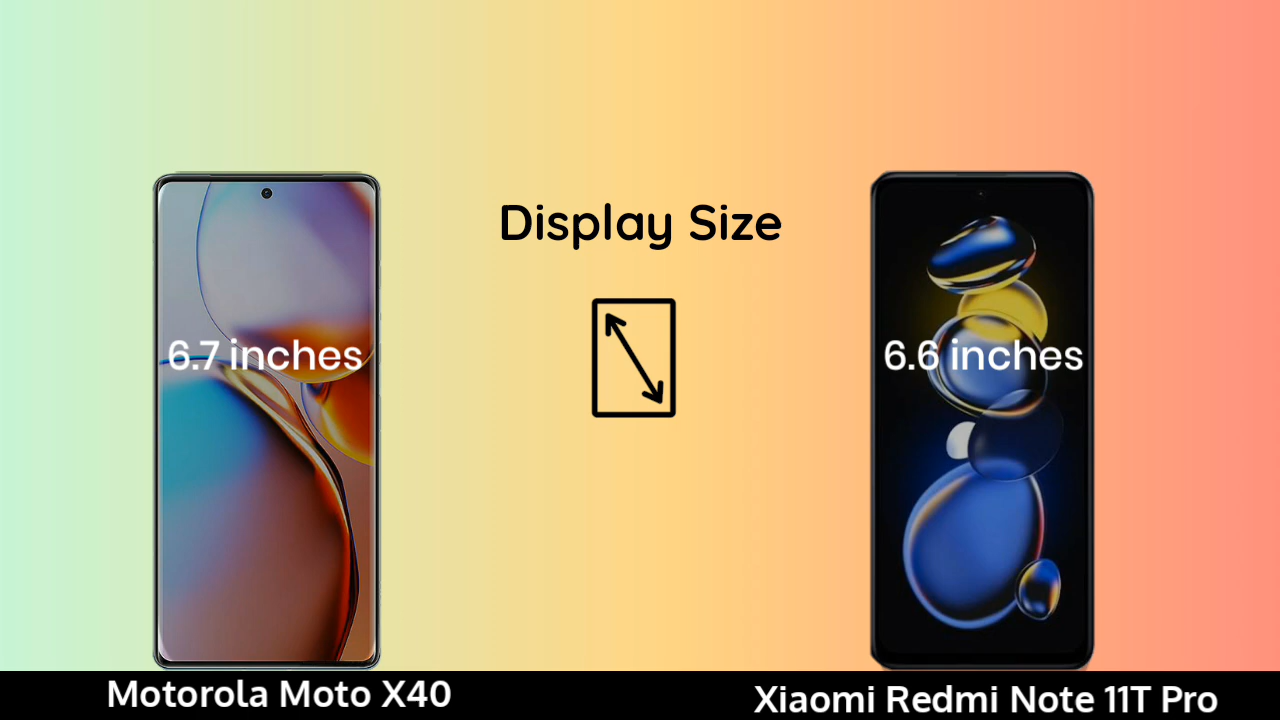 Display Size
6.7 inches
6.6 inches
Motorola Moto X40
Xiaomi Redmi Note 11T Pro